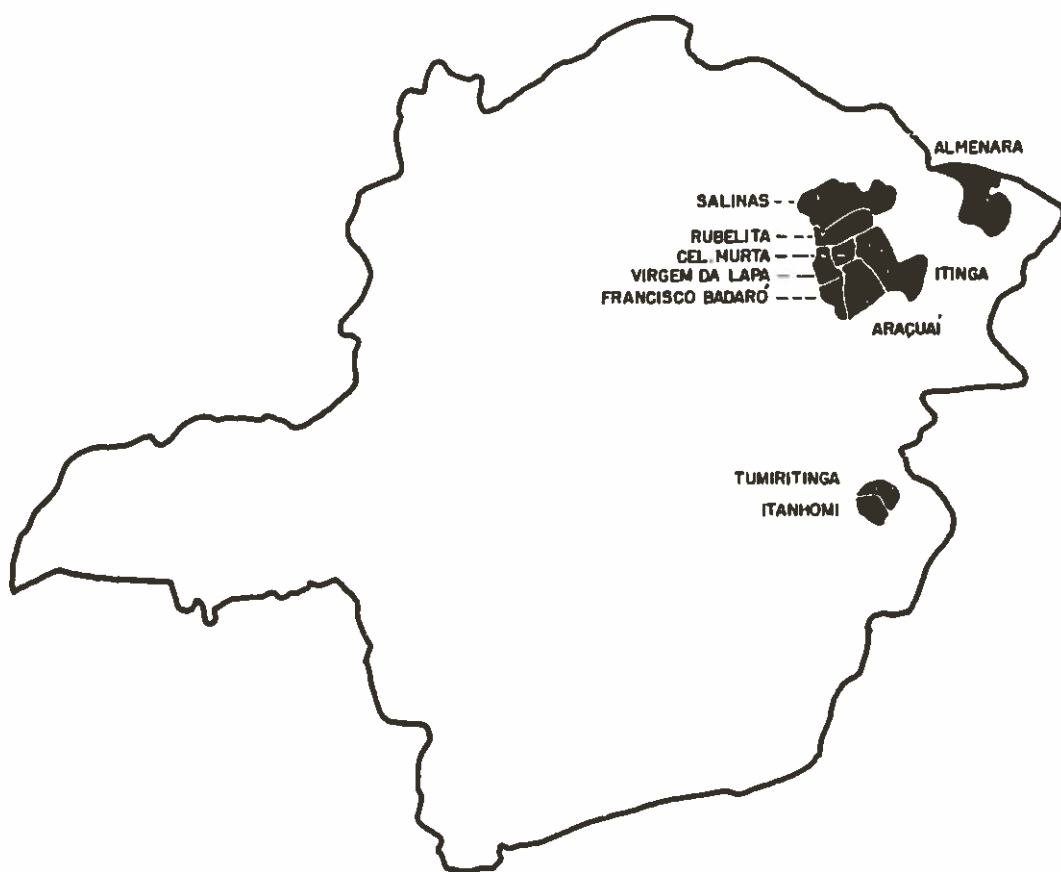 ALMENARA
SALINAS
RUBELITA
CEL. MURTA
VIRGEM DA LAPA
ITINGA
FRANCISCO BADARÓ
ARAÇUAÍ
TUMIRITINGA
ITANHOMI